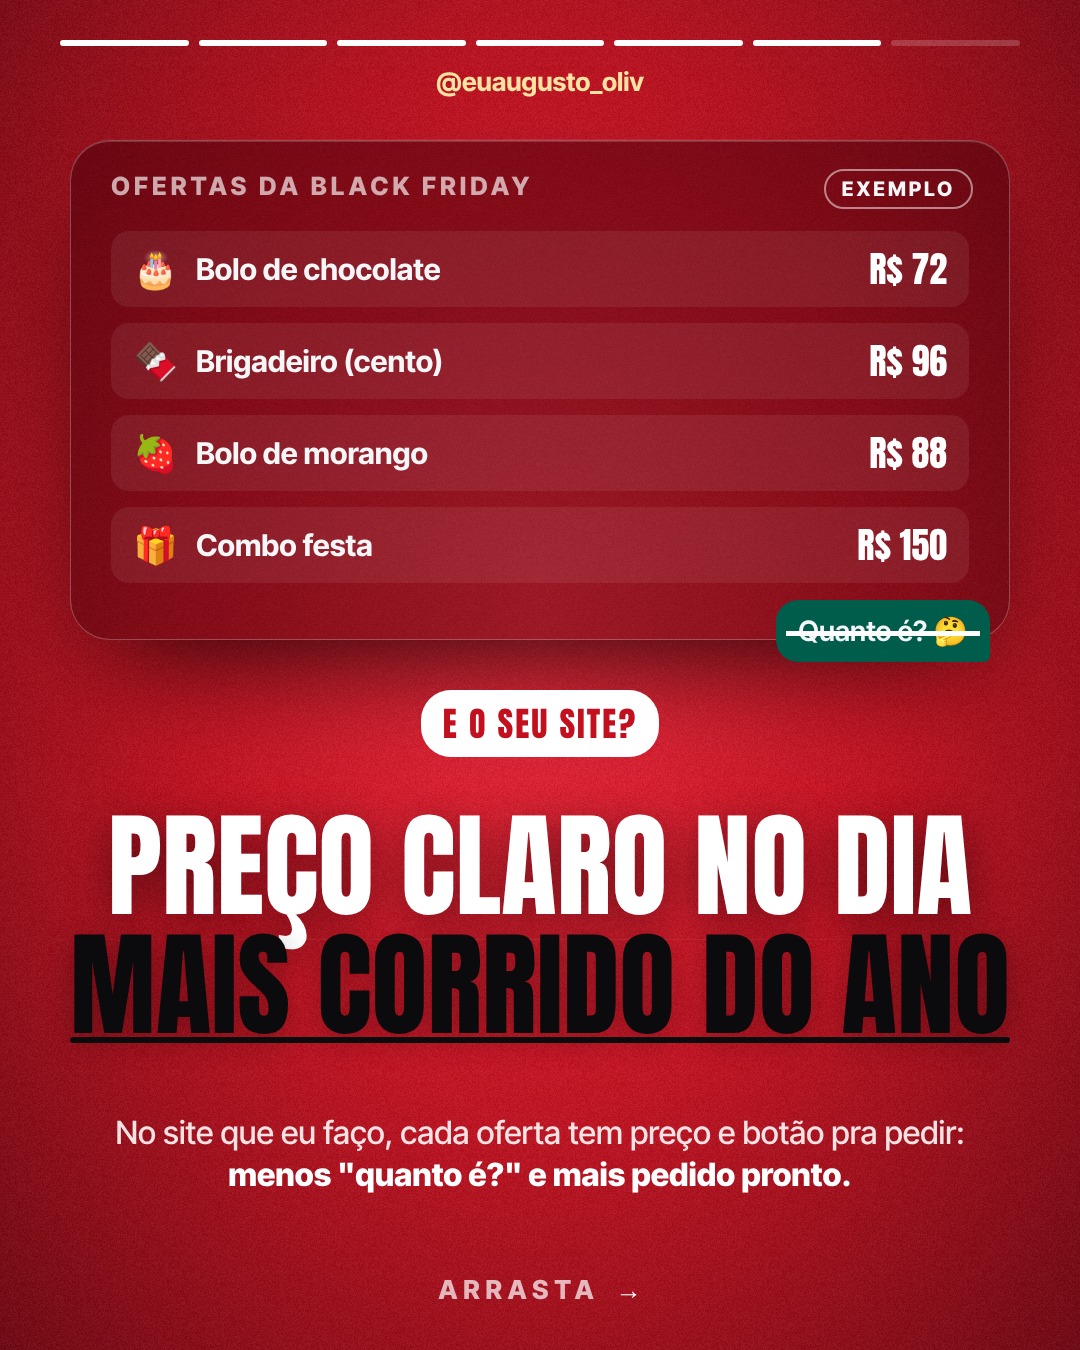 @euaugusto_oliv
OFERTAS DA BLACK FRIDAY
EXEMPLO
Bolo de chocolate
R$ 72
Brigadeiro (cento)
R$ 96
Bolo de morango
R$ 88
Combo festa
R$ 150
Quanto é? 🤔
E O SEU SITE?
PREÇO CLARO NO DIA
MAIS CORRIDO DO ANO
No site que eu faço, cada oferta tem preço e botão pra pedir:
menos "quanto é?" e mais pedido pronto.
ARRASTA →